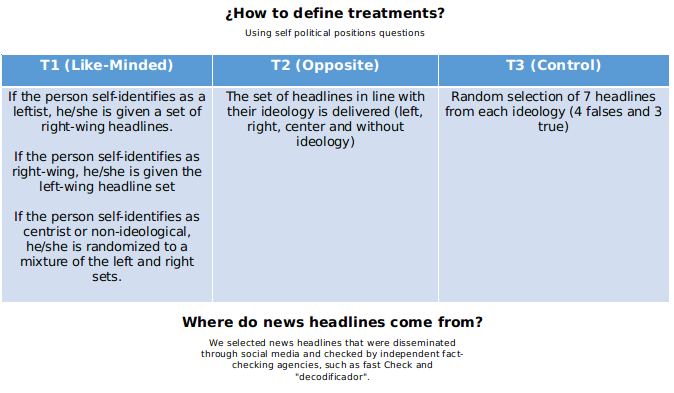 ¿How to define treatments?
Using self political positions questions
T1 (Like-Minded)
T2 (Opposite)
T3 (Control)
If the person self-identifies as a
leftist, he/she is given a set of
right-wing headlines.
If the person self-identifies as
right-wing, he/she is given the
left-wing headline set
If the person self-identifies as
centrist or non-ideological,
he/she is randomized to a
mixture of the left and right
sets.
The set of headlines in line with
their ideology is delivered (left,
right, center and without
ideology)
Random selection of 7 headlines
from each ideology (4 falses and 3
true)
Where do news headlines come from?
We selected news headlines that were disseminated
through social media and checked by independent fact-
checking agencies, such as fast Check and
"decodificador".